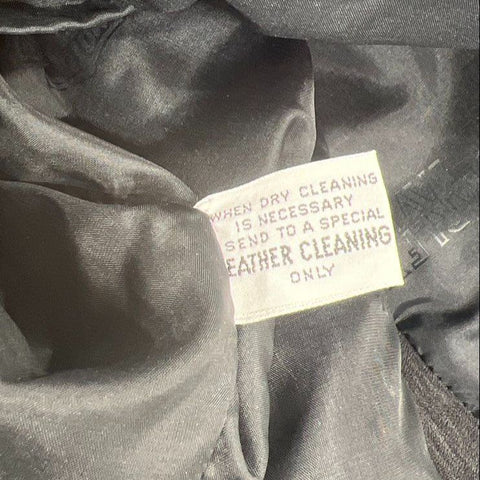 WHEN DRY CLEANING
IS NECESSARY
SEND TO A SPECIAL
EATHER CLEANING
ONLY